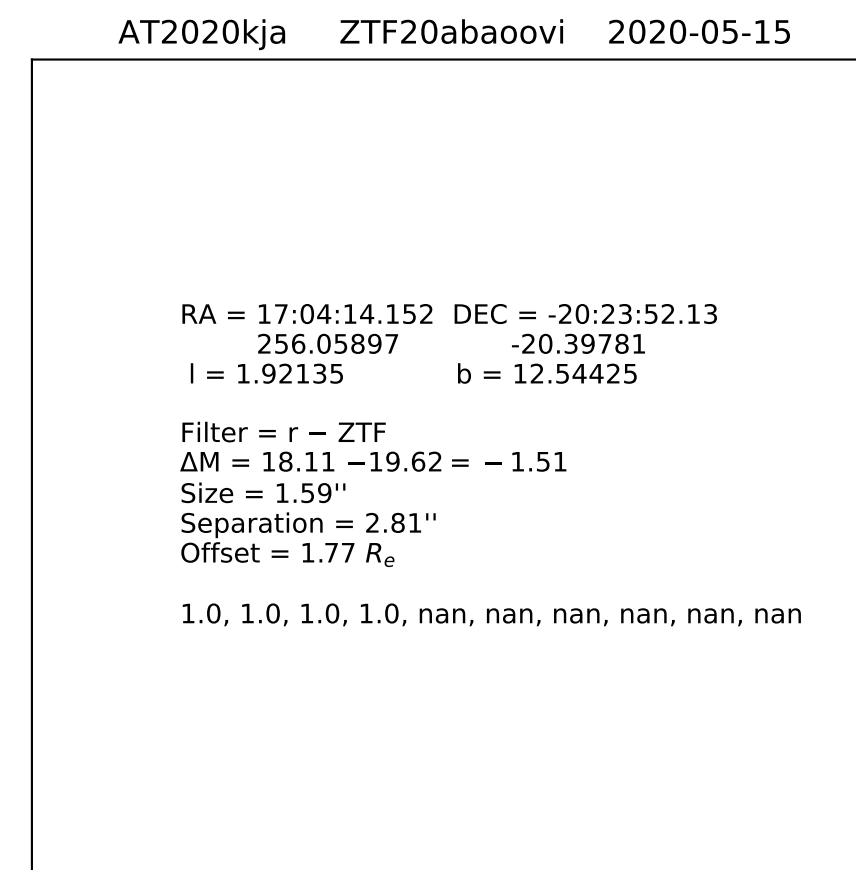 AT2020kja ZTF20abaoovi 2020-05-15
RA = 17:04:14.152 DEC = -20:23:52.13
256.05897 -20.39781
l = 1.92135 b = 12.54425
Filter = r − ZTF
ΔM = 18.11 −19.62 = − 1.51
Size = 1.59''
Separation = 2.81''
Offset = 1.77 Rₑ
1.0, 1.0, 1.0, 1.0, nan, nan, nan, nan, nan, nan